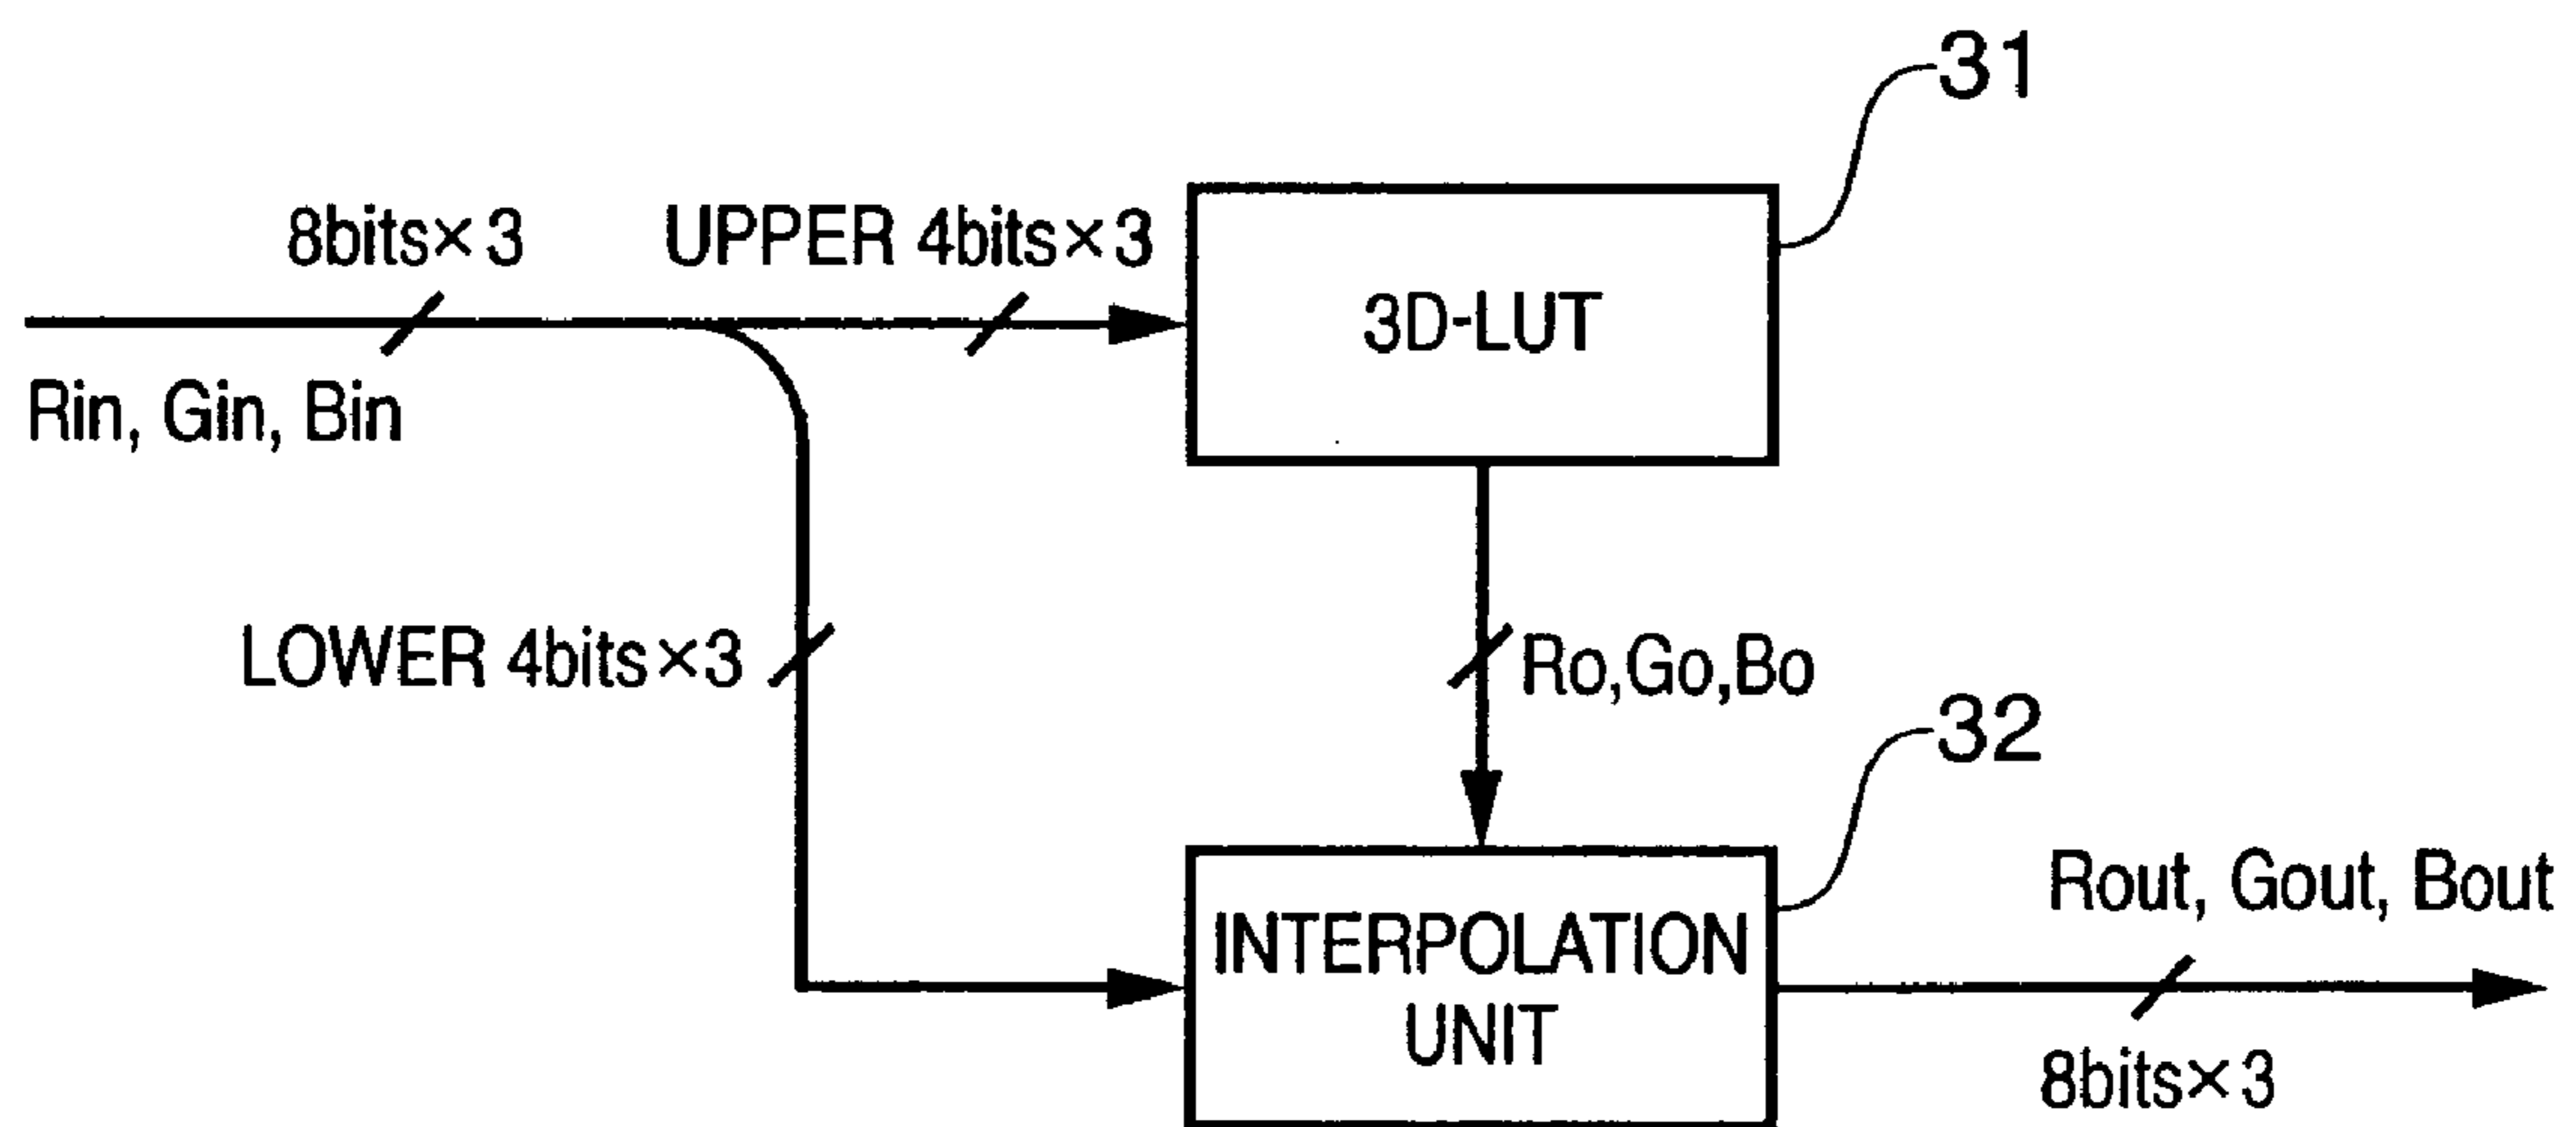 31
8bits×3
UPPER 4bits×3
3D-LUT
Rin, Gin, Bin
LOWER 4bits×3
Ro,Go,Bo
32
INTERPOLATION
UNIT
Rout, Gout, Bout
8bits×3